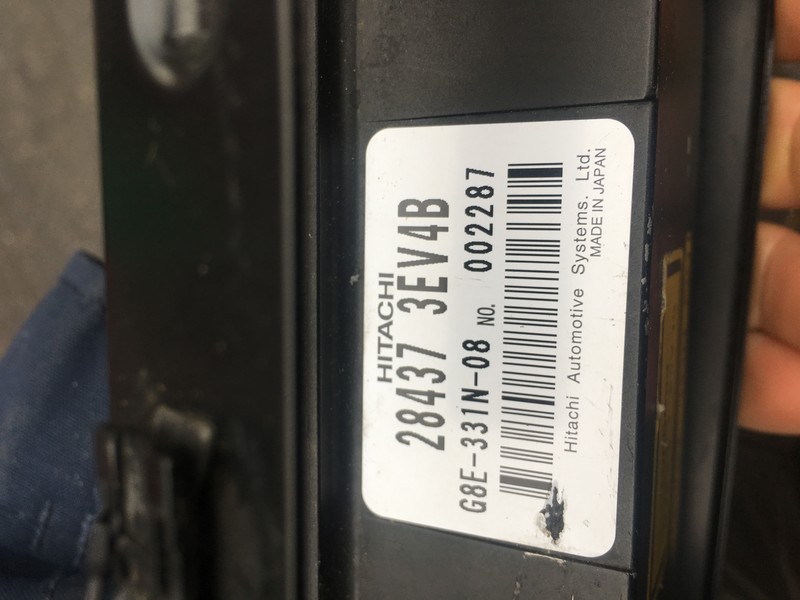 HITACHI
28437 3EV4B
G8E-331N-08 NO. 002287
Hitachi Automotive Systems. Ltd.
MADE IN JAPAN